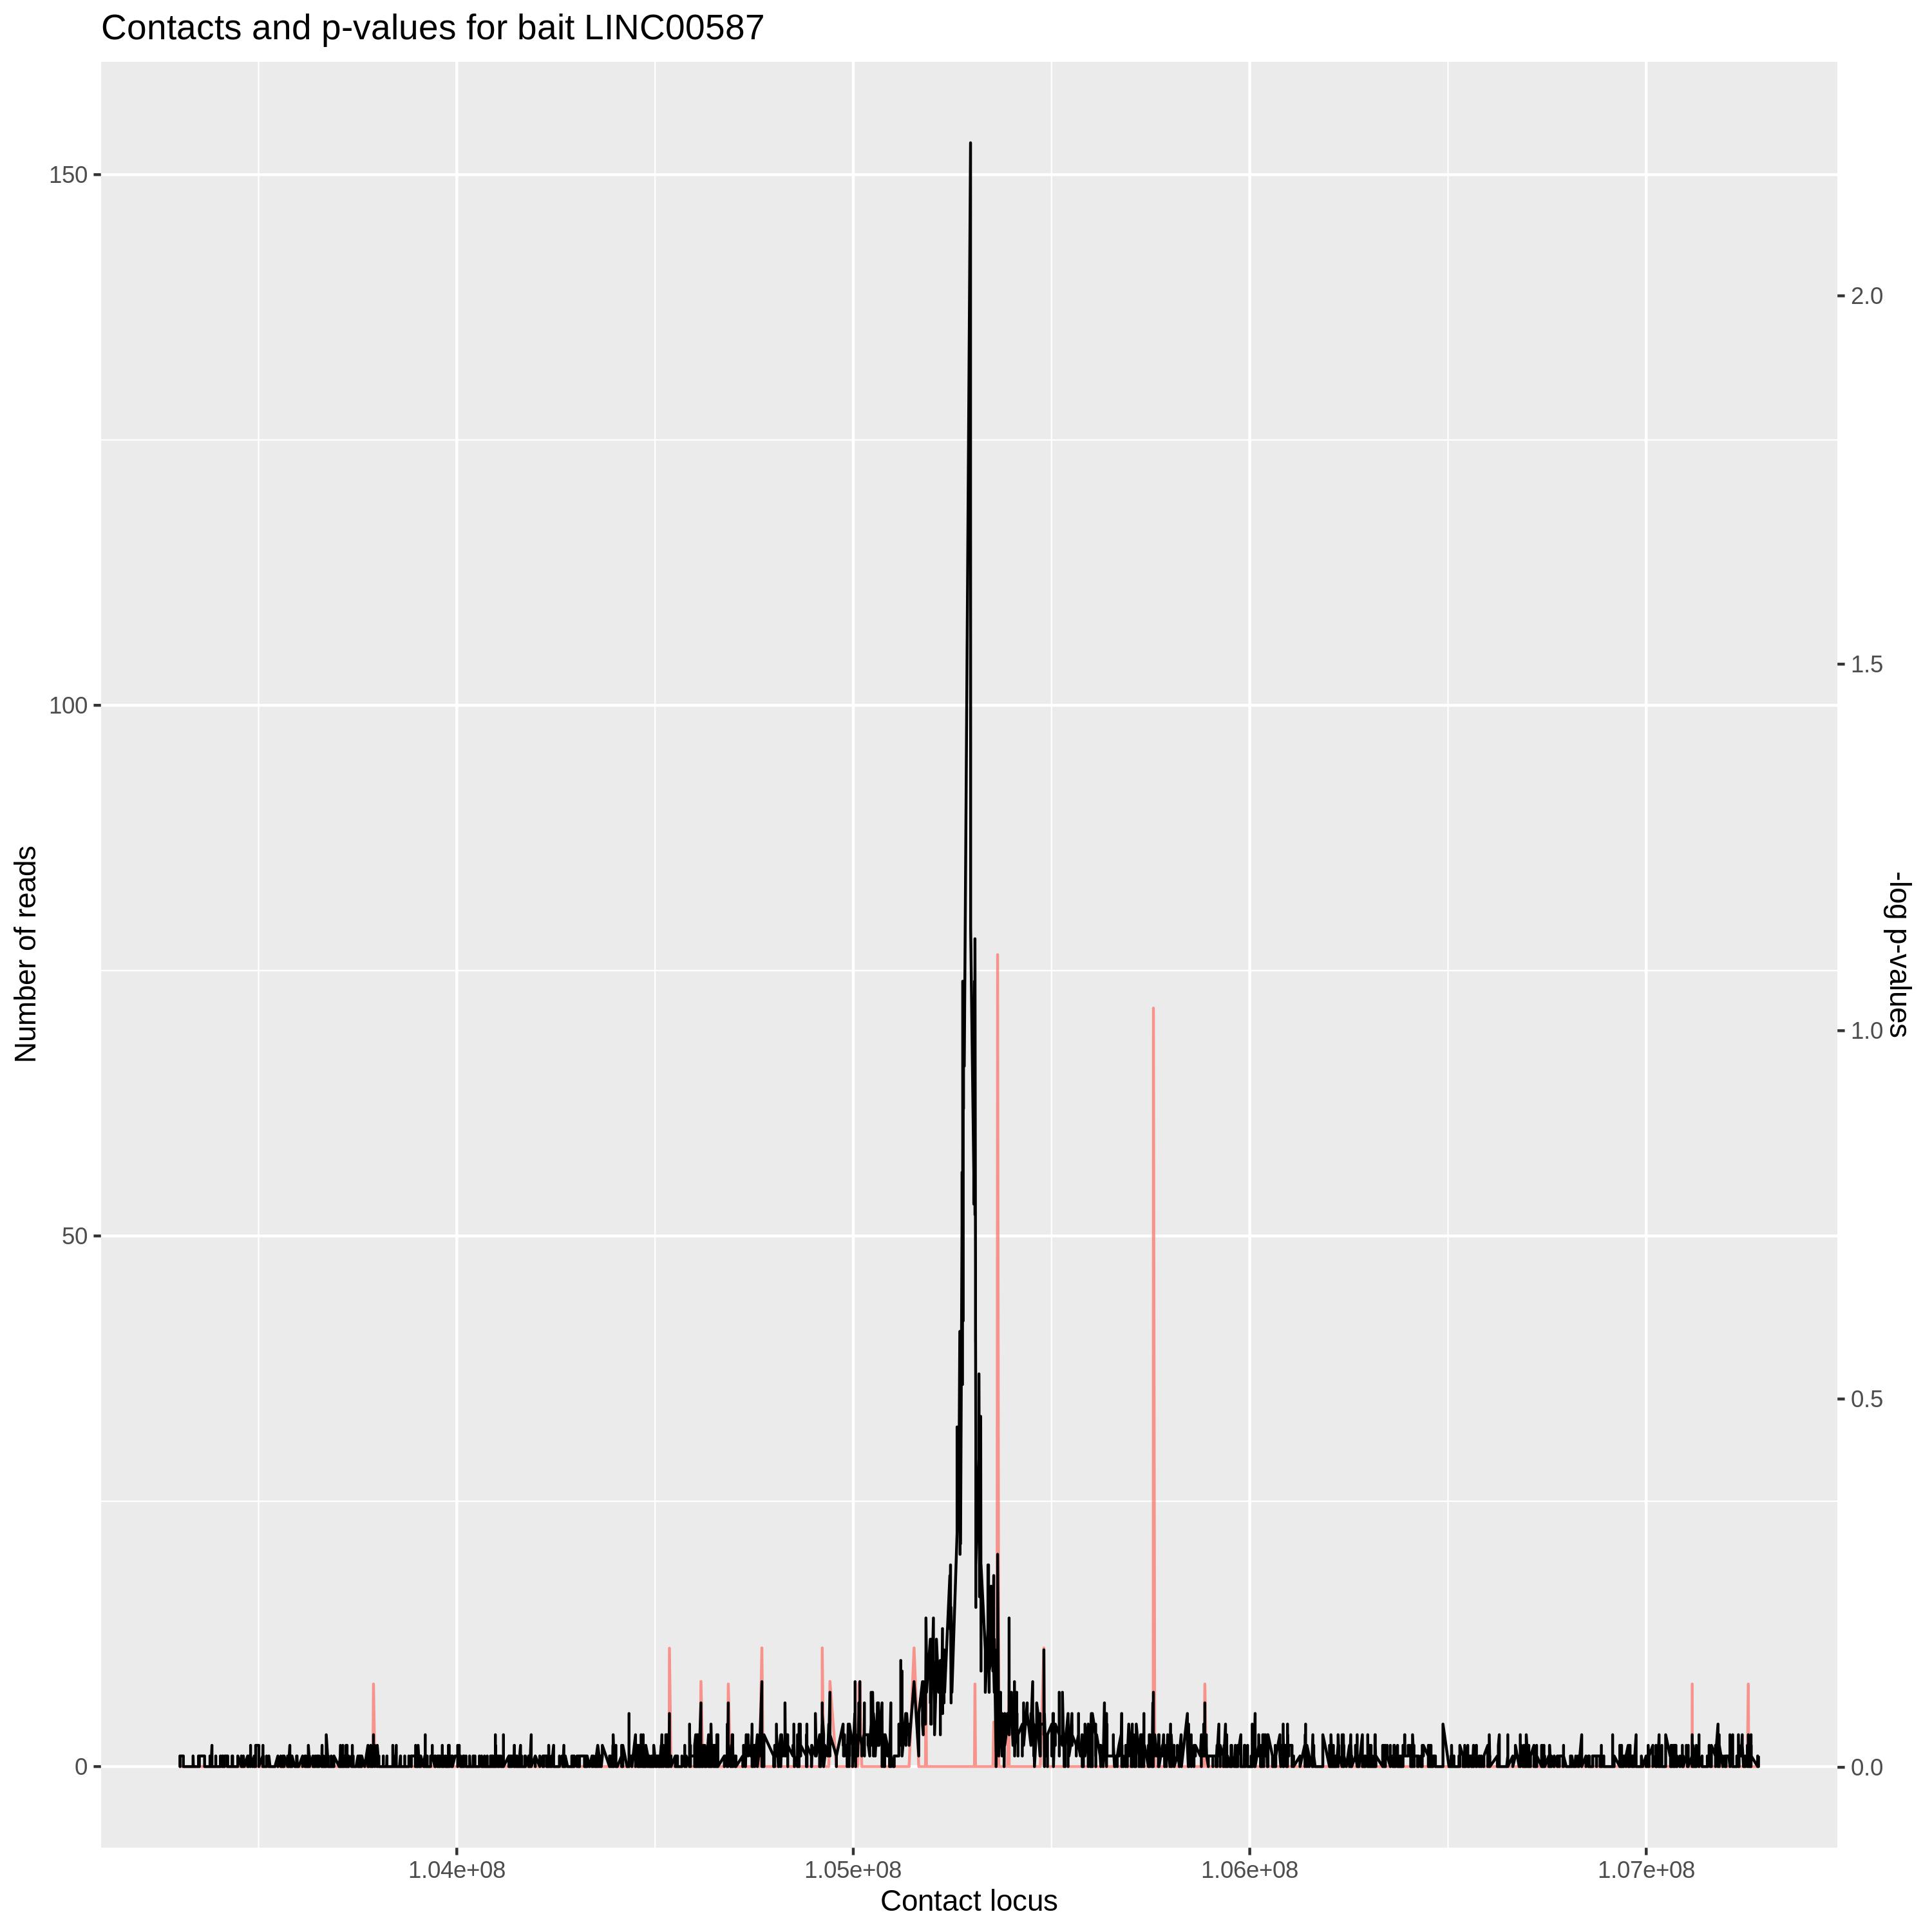 Contacts and p-values for bait LINC00587
150
100
50
0
Number of reads
2.0
1.5
1.0
0.5
0.0
-log p-values
1.04e+08
1.05e+08
1.06e+08
1.07e+08
Contact locus